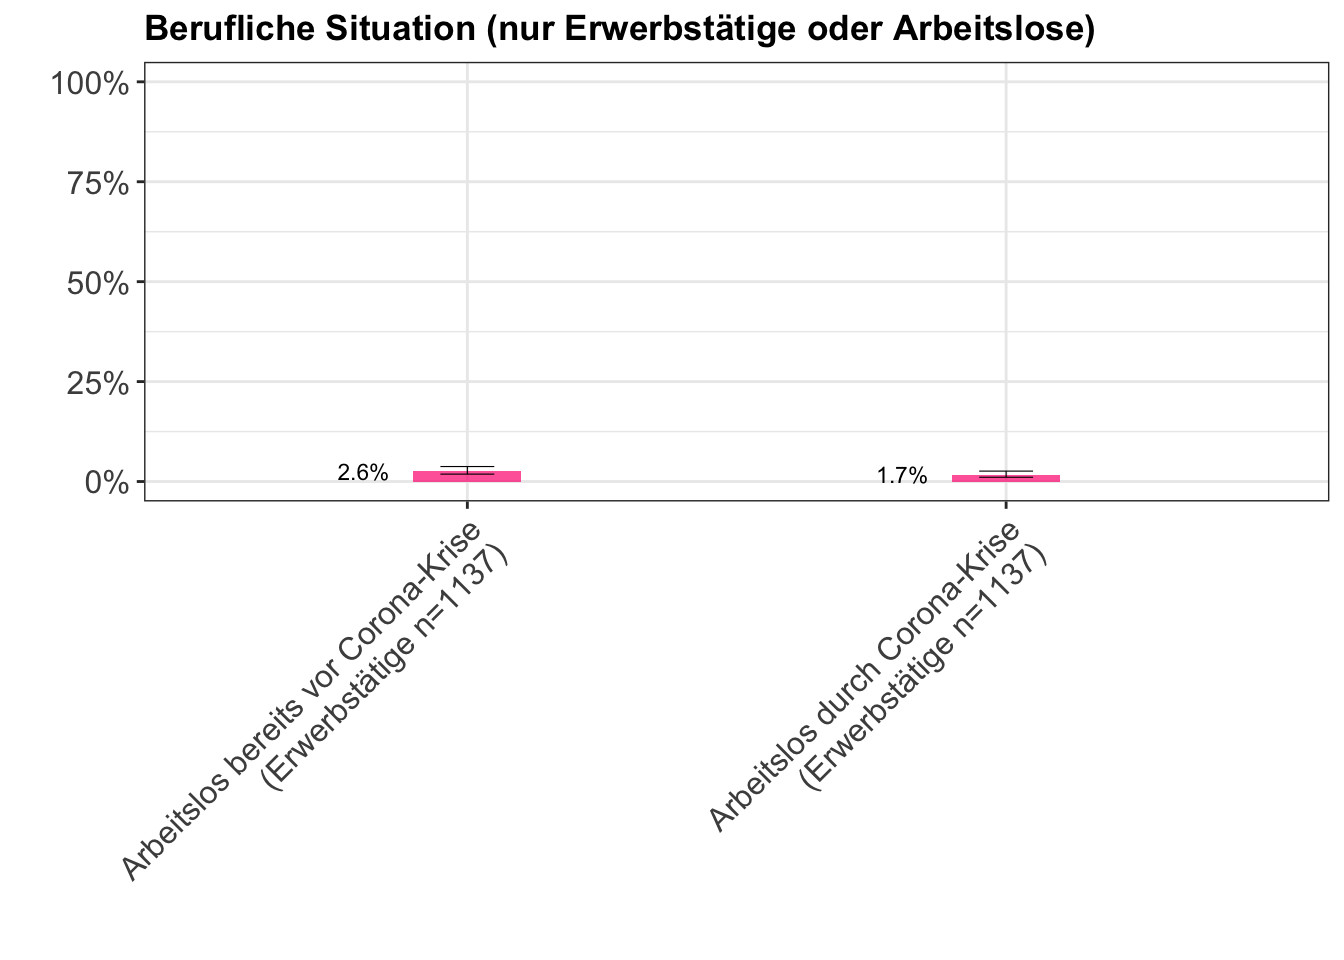 Berufliche Situation (nur Erwerbstätige oder Arbeitslose)
100%
75%
50%
25%
0%
2.6%
1.7%
Arbeitslos bereits vor Corona-Krise
(Erwerbstätige n=1137)
Arbeitslos durch Corona-Krise
(Erwerbstätige n=1137)